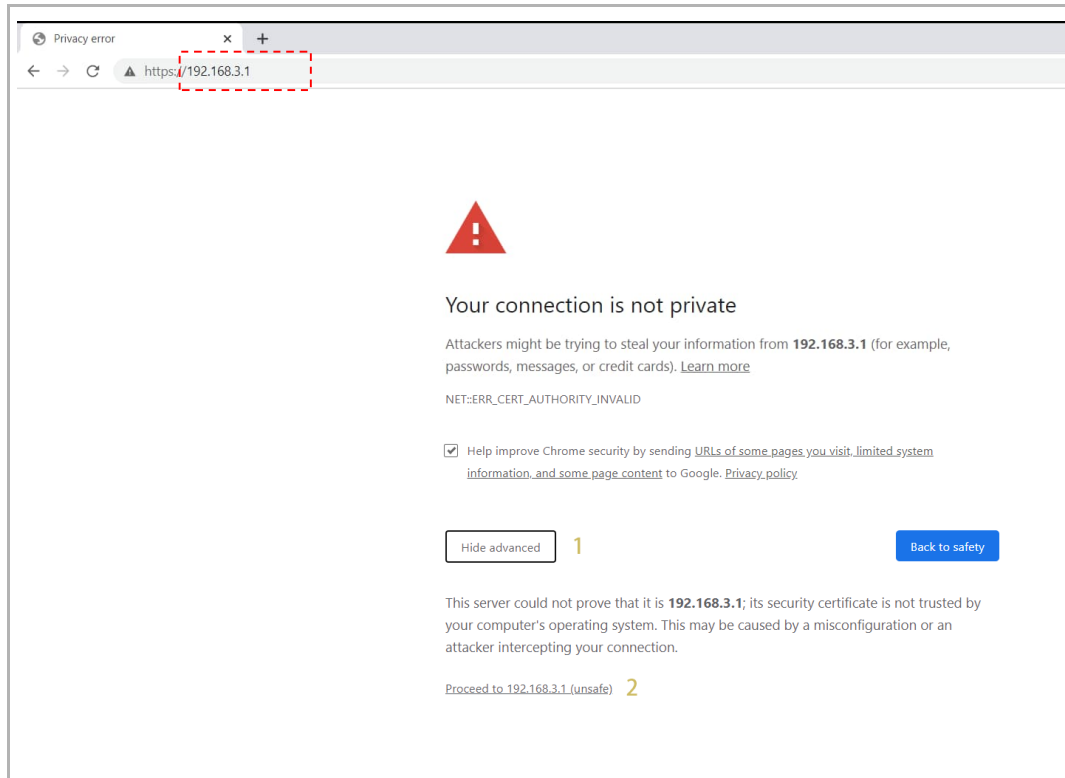 Privacy error
https://192.168.3.1
Your connection is not private
Attackers might be trying to steal your information from 192.168.3.1 (for example,
passwords, messages, or credit cards). Learn more
NET::ERR_CERT_AUTHORITY_INVALID
Help improve Chrome security by sending URLs of some pages you visit, limited system
information, and some page content to Google. Privacy policy
Hide advanced 1 Back to safety
This server could not prove that it is 192.168.3.1; its security certificate is not trusted by
your computer's operating system. This may be caused by a misconfiguration or an
attacker intercepting your connection.
Proceed to 192.168.3.1 (unsafe) 2